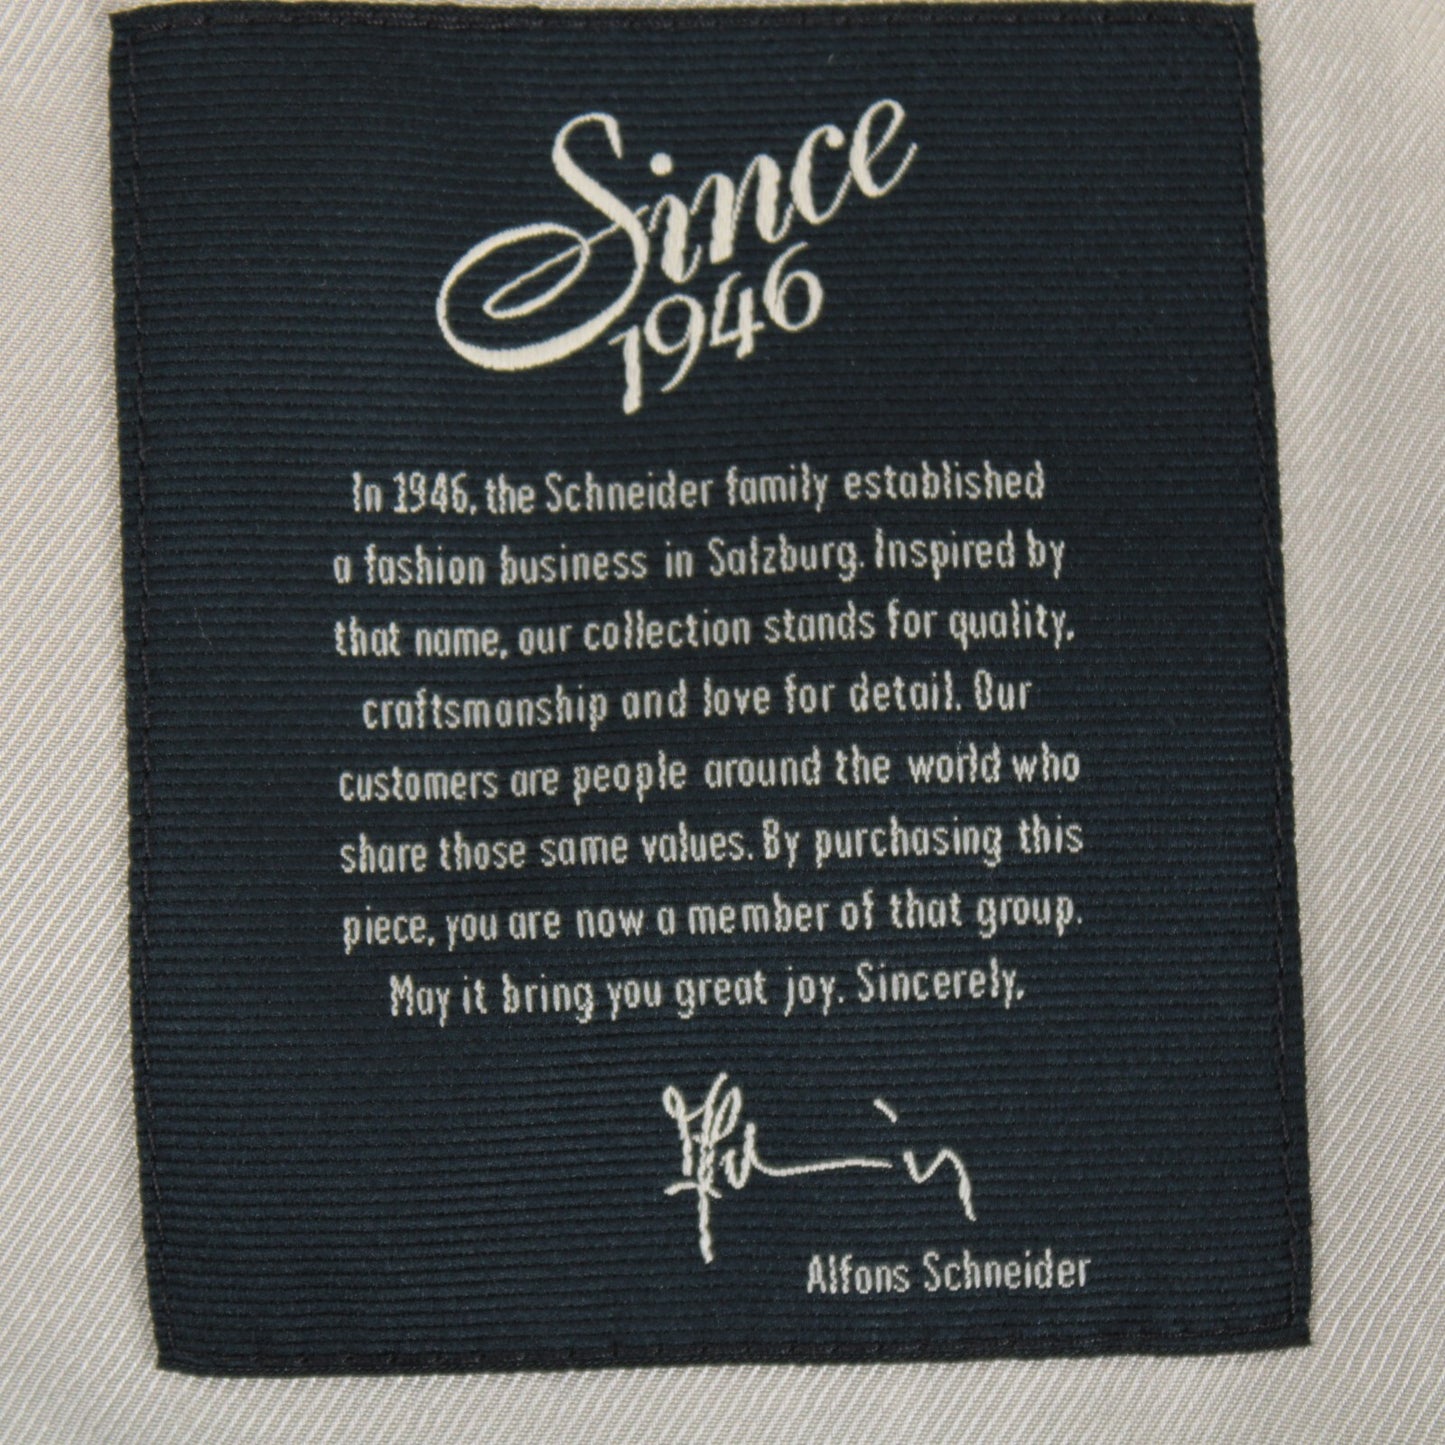 Since
1946
In 1946, the Schneider family established
a fashion business in Salzburg. Inspired by
that name, our collection stands for quality,
craftsmanship and love for detail. Our
customers are people around the world who
share those same values. By purchasing this
piece, you are now a member of that group.
May it bring you great joy. Sincerely,
Alfons Schneider